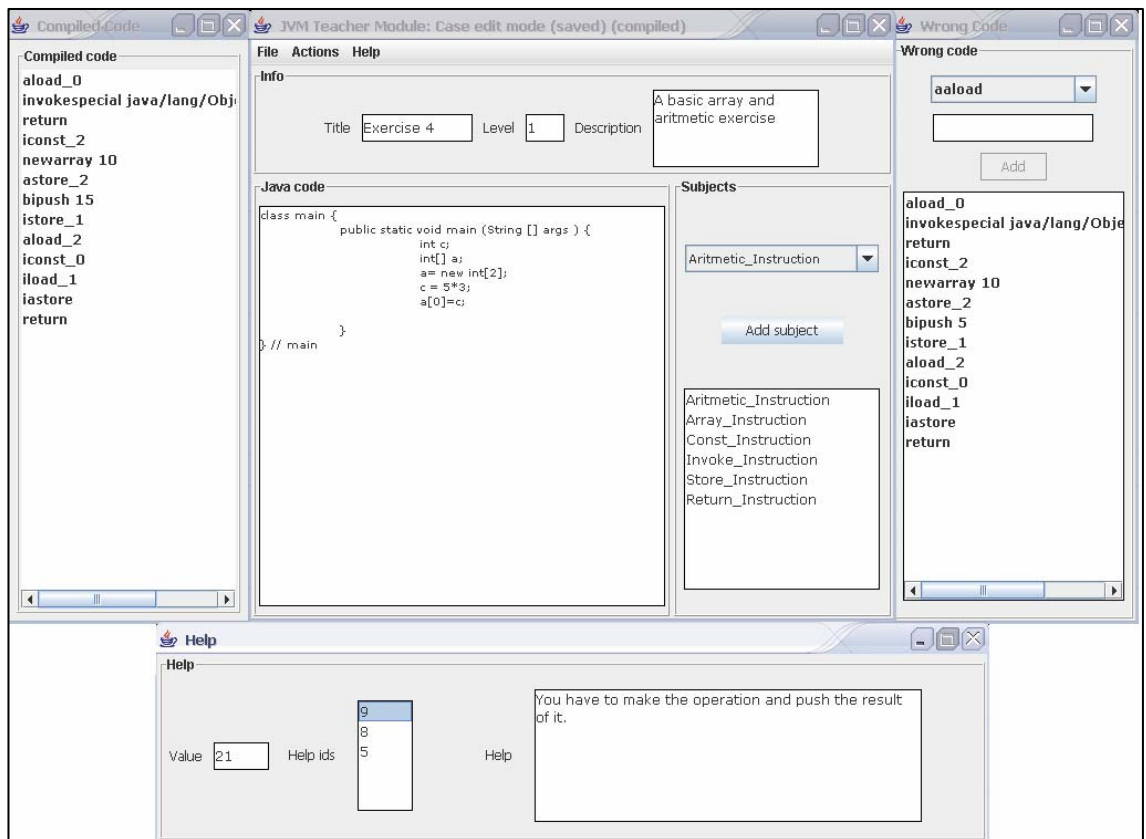 Compiled Code
Compiled code
aload_0
invokespecial java/lang/Obj
return
iconst_2
newarray 10
astore_2
bipush 15
istore_1
aload_2
iconst_0
iload_1
iastore
return
JVM Teacher Module: Case edit mode (saved) (compiled)
File Actions Help
Info
Title Exercise 4 Level 1 Description
A basic array and
aritmetic exercise
Java code
class main {
public static void main (String [] args ) {
int c;
int[] a;
a= new int[2];
c = 5*3;
a[0]=c;
}
} // main
Subjects
Aritmetic_Instruction
Add subject
Aritmetic_Instruction
Array_Instruction
Const_Instruction
Invoke_Instruction
Store_Instruction
Return_Instruction
Wrong Code
Wrong code
aaload
Add
aload_0
invokespecial java/lang/Obje
return
iconst_2
newarray 10
astore_2
bipush 5
istore_1
aload_2
iconst_0
iload_1
iastore
return
Help
Help
Value 21 Help ids
9
8
5
Help
You have to make the operation and push the result
of it.